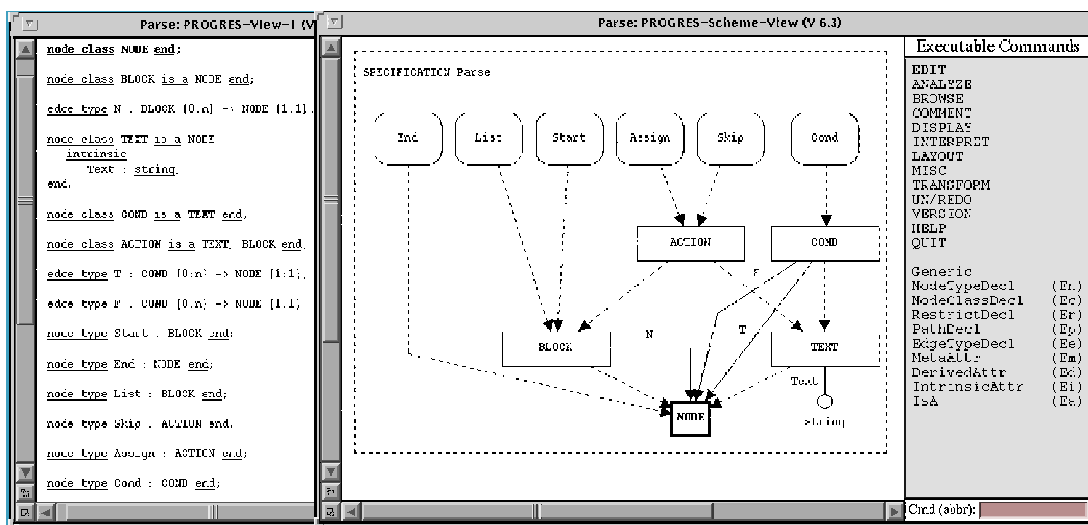 Parse: PROGRES-View-1 (V
node class NODE end;
node class BLOCK is a NODE end;
edge type N : BLOCK [0:n] -> NODE [1:1];
node class TEXT is a NODE
intrinsic
Text : string;
end;
node class COND is a TEXT end;
node class ACTION is a TEXT, BLOCK end;
edge type T : COND [0:n] -> NODE [1:1];
edge type F : COND [0:n] -> NODE [1:1]
node type Start : BLOCK end;
node type End : NODE end;
node type List : BLOCK end;
node type Skip : ACTION end;
node type Assign : ACTION end;
node type Cond : COND end;
Parse: PROGRES-Scheme-View (V 6.3)
SPECIFICATION Parse
End List Start Assign Skip Cond
ACTION COND
F
N T
BLOCK TEXT
Text
NODE
string
Executable Commands
EDIT
ANALYZE
BROWSE
COMMENT
DISPLAY
INTERPRET
LAYOUT
MISC
TRANSFORM
UN/REDO
VERSION
HELP
QUIT
Generic
NodeTypeDecl (En)
NodeClassDecl (Ec)
RestrictDecl (Er)
PathDecl (Ep)
EdgeTypeDecl (Ee)
MetaAttr (Em)
DerivedAttr (Ed)
IntrinsicAttr (Ei)
IsA (Es)
Cmd (abbr):